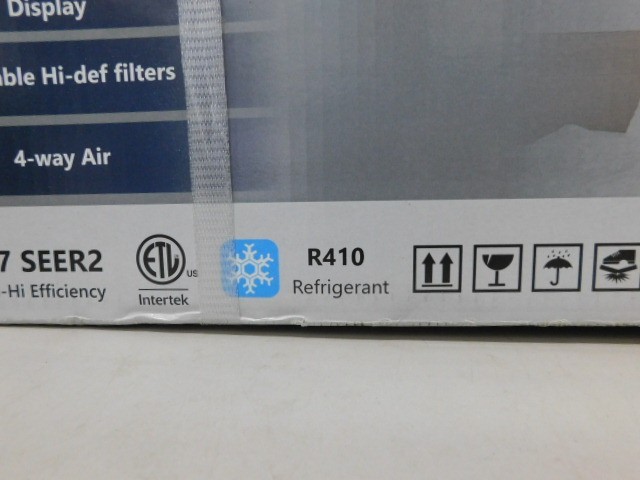 Display
able Hi-def filters
4-way Air
7 SEER2
-Hi Efficiency
ETL
US
Intertek
R410
Refrigerant